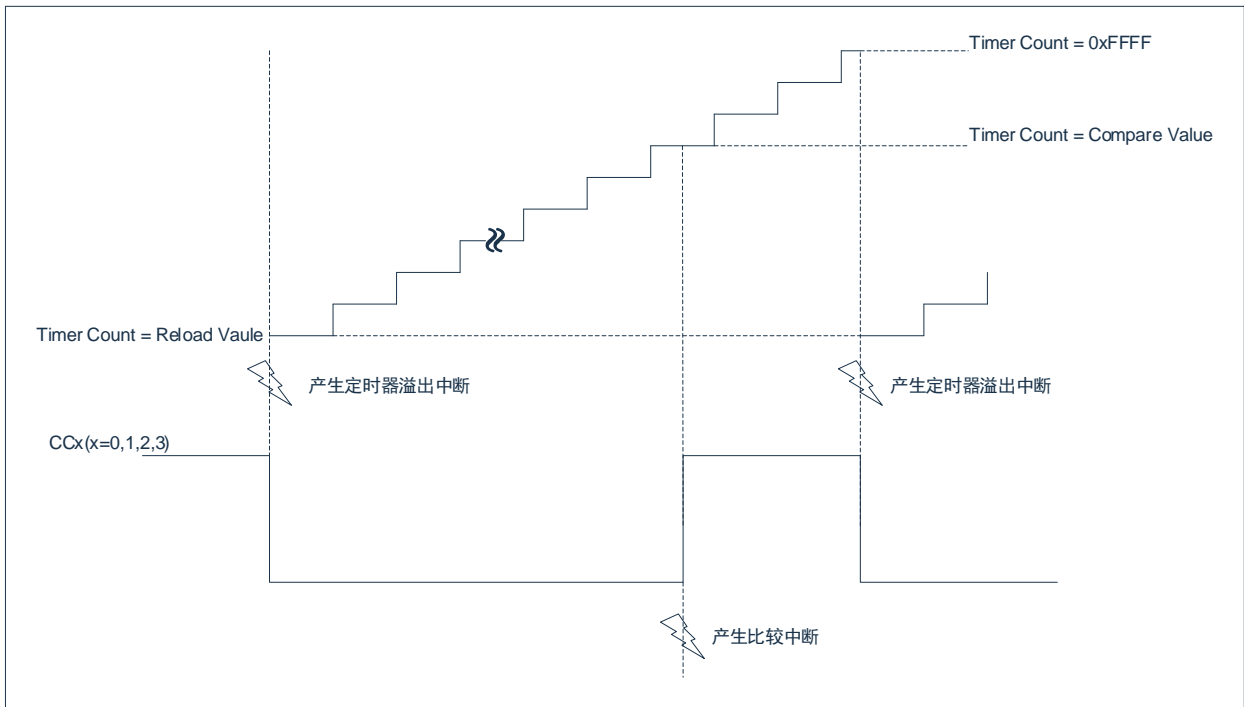 Timer Count = 0xFFFF
Timer Count = Compare Value
Timer Count = Reload Vaule
产生定时器溢出中断
产生定时器溢出中断
CCx(x=0,1,2,3)
产生比较中断